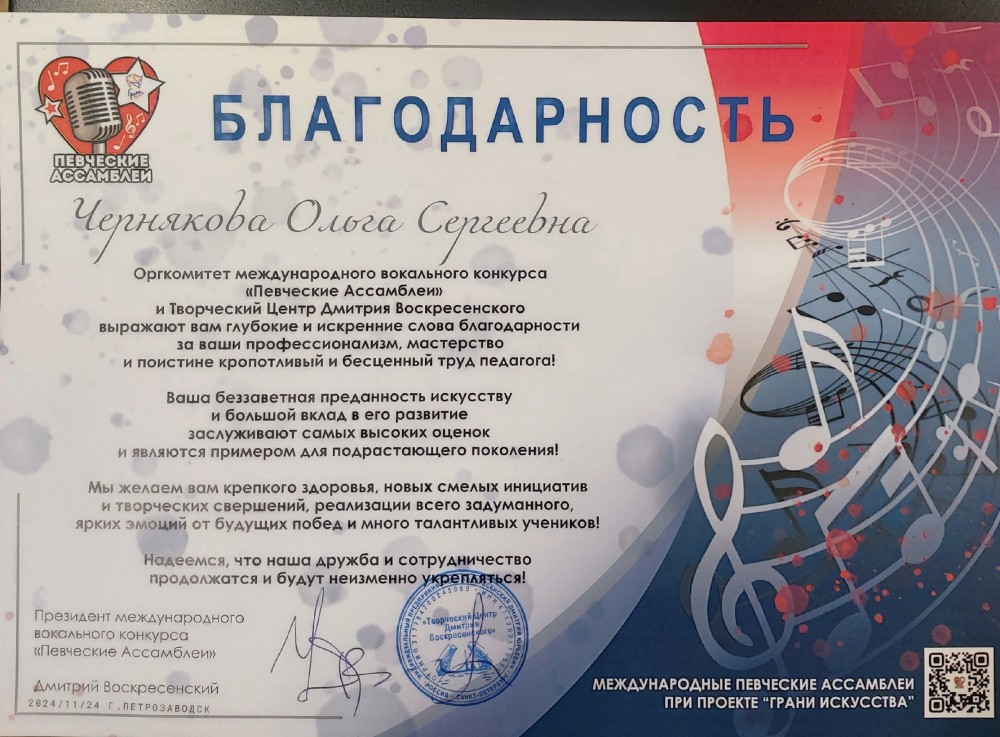 ПЕВЧЕСКИЕ
АССАМБЛЕИ
БЛАГОДАРНОСТЬ
Чернякова Ольга Сергеевна
Оргкомитет международного вокального конкурса
«Певческие Ассамблеи»
и Творческий Центр Дмитрия Воскресенского
выражают вам глубокие и искренние слова благодарности
за ваши профессионализм, мастерство
и поистине кропотливый и бесценный труд педагога!
Ваша беззаветная преданность искусству
и большой вклад в его развитие
заслуживают самых высоких оценок
и являются примером для подрастающего поколения!
Мы желаем вам крепкого здоровья, новых смелых инициатив
и творческих свершений, реализации всего задуманного,
ярких эмоций от будущих побед и много талантливых учеников!
Надеемся, что наша дружба и сотрудничество
продолжатся и будут неизменно укрепляться!
Президент международного
вокального конкурса
«Певческие Ассамблеи»
Дмитрий Воскресенский
2024/11/24 Г.ПЕТРОЗАВОДСК
"Творческий Центр
Дмитрия
Воскресенского"
РОССИЯ - САНКТ-ПЕТЕРБУРГ
МЕЖДУНАРОДНЫЕ ПЕВЧЕСКИЕ АССАМБЛЕИ
ПРИ ПРОЕКТЕ "ГРАНИ ИСКУССТВА"